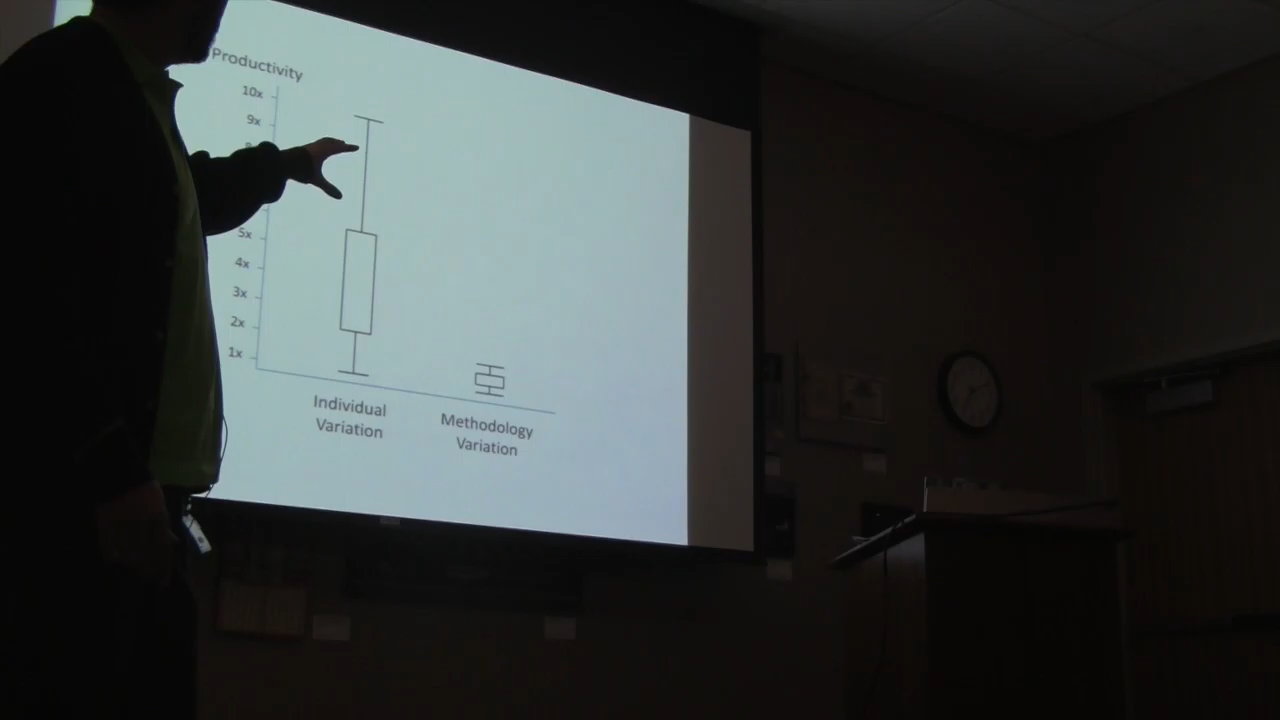 Productivity
10x
9x
5x
4x
3x
2x
1x
Individual
Variation
Methodology
Variation